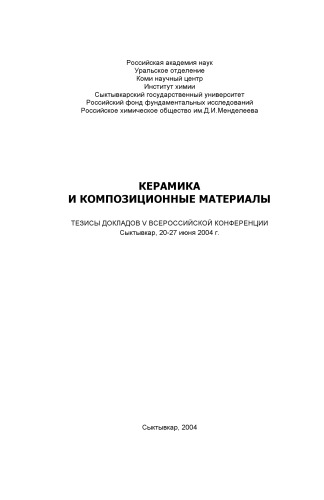 Российская академия наук
Уральское отделение
Коми научный центр
Институт химии
Сыктывкарский государственный университет
Российский фонд фундаментальных исследований
Российское химическое общество им.Д.И.Менделеева
КЕРАМИКА
И КОМПОЗИЦИОННЫЕ МАТЕРИАЛЫ
ТЕЗИСЫ ДОКЛАДОВ V ВСЕРОССИЙСКОЙ КОНФЕРЕНЦИИ
Сыктывкар, 20-27 июня 2004 г.
Сыктывкар, 2004